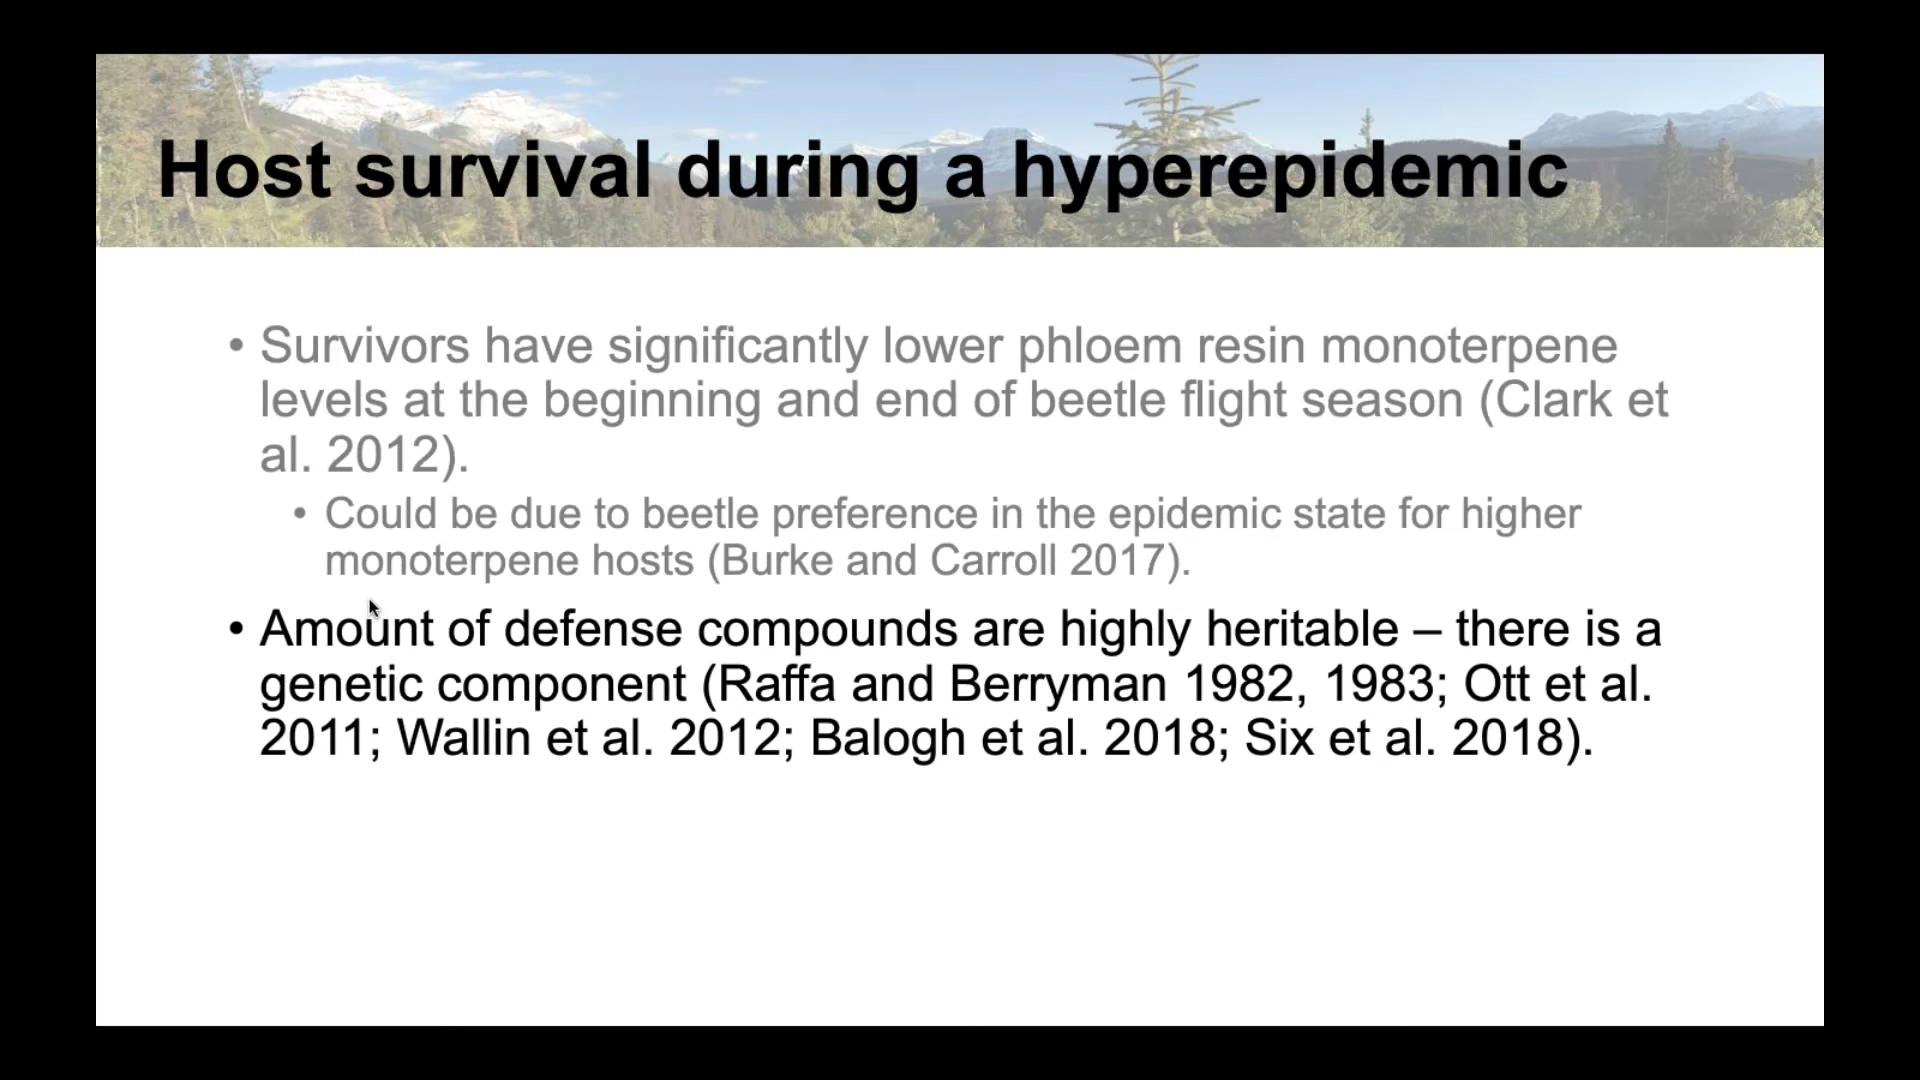 Host survival during a hyperepidemic
• Survivors have significantly lower phloem resin monoterpene
levels at the beginning and end of beetle flight season (Clark et
al. 2012).
• Could be due to beetle preference in the epidemic state for higher
monoterpene hosts (Burke and Carroll 2017).
• Amount of defense compounds are highly heritable – there is a
genetic component (Raffa and Berryman 1982, 1983; Ott et al.
2011; Wallin et al. 2012; Balogh et al. 2018; Six et al. 2018).